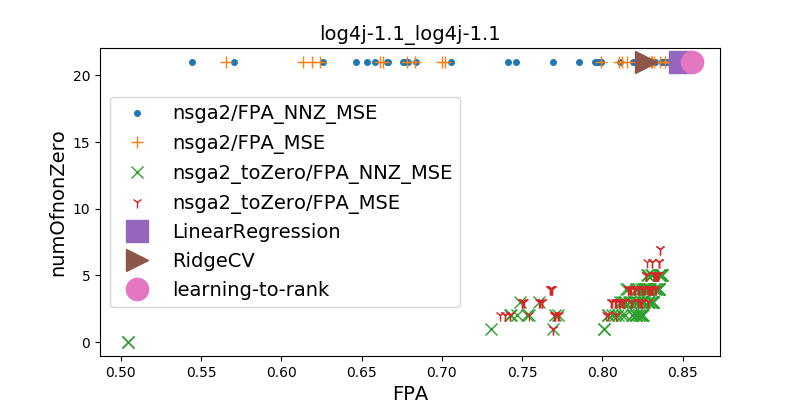 log4j-1.1_log4j-1.1
numOfnonZero
20
15
10
5
0
nsga2/FPA_NNZ_MSE
nsga2/FPA_MSE
nsga2_toZero/FPA_NNZ_MSE
nsga2_toZero/FPA_MSE
LinearRegression
RidgeCV
learning-to-rank
0.50 0.55 0.60 0.65 0.70 0.75 0.80 0.85
FPA